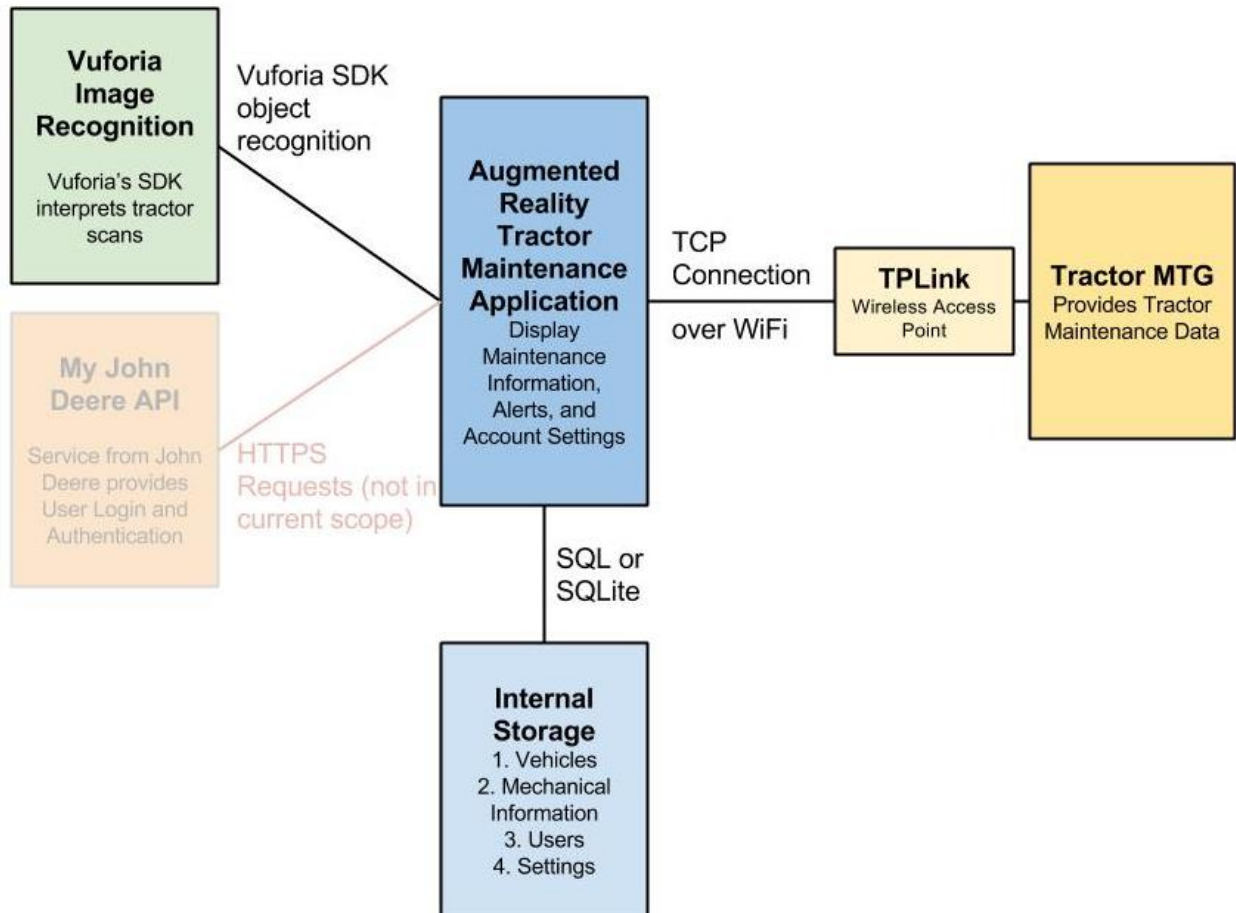 Vuforia
Image
Recognition
Vuforia's SDK
interprets tractor
scans
Vuforia SDK
object
recognition
My John
Deere API
Service from John
Deere provides
User Login and
Authentication
HTTPS
Requests (not in
current scope)
Augmented
Reality
Tractor
Maintenance
Application
Display
Maintenance
Information,
Alerts, and
Account Settings
TCP
Connection
over WiFi
TPLink
Wireless Access
Point
Tractor MTG
Provides Tractor
Maintenance Data
SQL or
SQLite
Internal
Storage
1. Vehicles
2. Mechanical
Information
3. Users
4. Settings